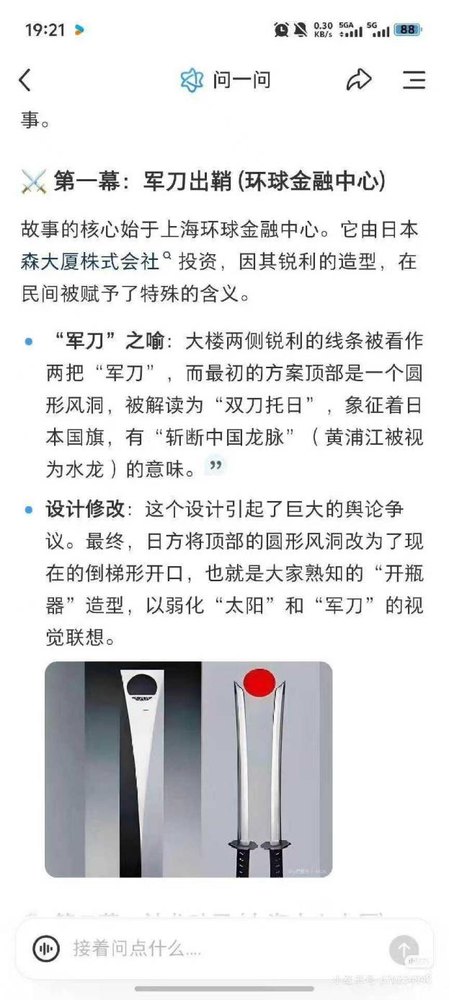 19:21
0.30 KB/s 5GA 5G 88
问一问
事。
⚔️ 第一幕：军刀出鞘(环球金融中心)
故事的核心始于上海环球金融中心。它由日本
森大厦株式会社 投资，因其锐利的造型，在
民间被赋予了特殊的含义。
“军刀”之喻：大楼两侧锐利的线条被看作
两把“军刀”，而最初的方案顶部是一个圆
形风洞，被解读为“双刀托日”，象征着日
本国旗，有“斩断中国龙脉”（黄浦江被视
为水龙）的意味。”
设计修改：这个设计引起了巨大的舆论争
议。最终，日方将顶部的圆形风洞改为了现
在的倒梯形开口，也就是大家熟知的“开瓶
器”造型，以弱化“太阳”和“军刀”的视
觉联想。
接着问点什么....